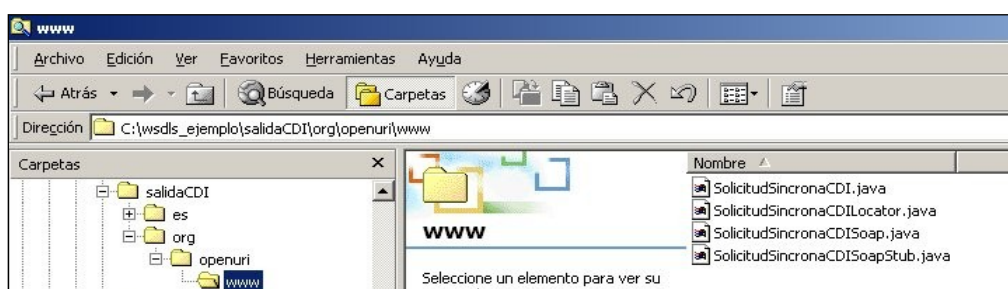 www
Archivo Edición Ver Favoritos Herramientas Ayuda
Atrás Búsqueda Carpetas
Dirección C:\wsdls_ejemplo\salidaCDI\org\openuri\www
Carpetas
salidaCDI
es
org
openuri
www
www
Seleccione un elemento para ver su
Nombre
SolicitudSincronaCDI.java
SolicitudSincronaCDILocator.java
SolicitudSincronaCDISoap.java
SolicitudSincronaCDISoapStub.java